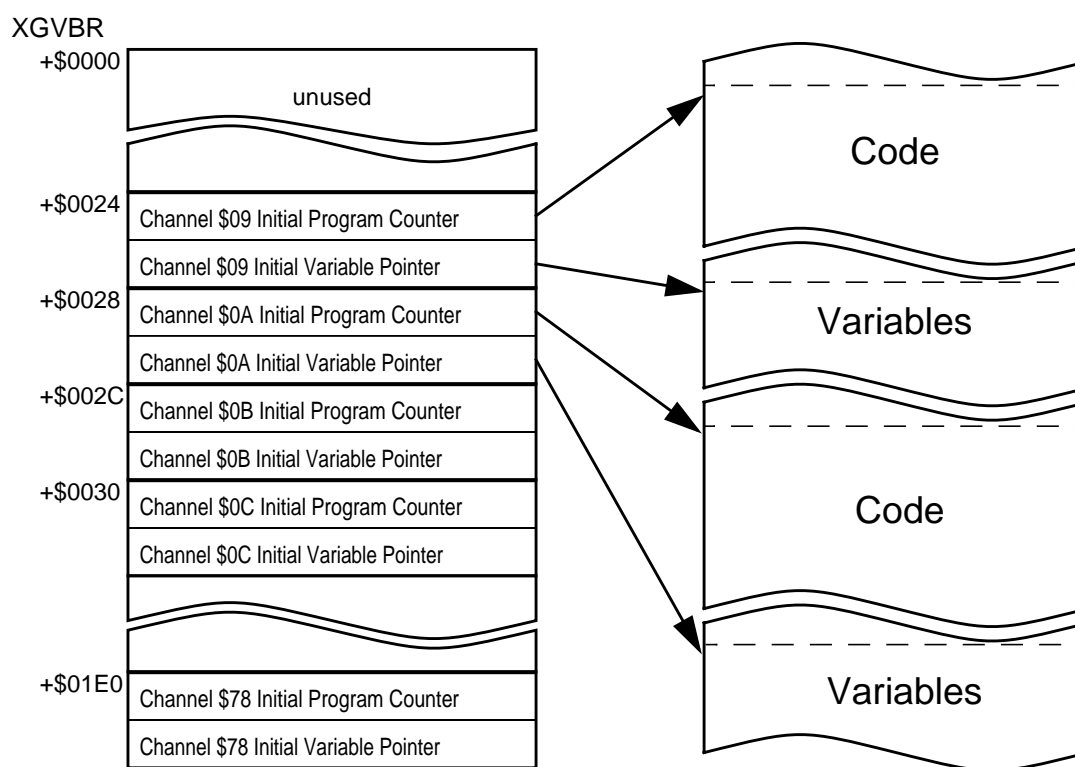 XGVBR
+$0000
unused
+$0024
Channel $09 Initial Program Counter
Channel $09 Initial Variable Pointer
+$0028
Channel $0A Initial Program Counter
Channel $0A Initial Variable Pointer
+$002C
Channel $0B Initial Program Counter
Channel $0B Initial Variable Pointer
+$0030
Channel $0C Initial Program Counter
Channel $0C Initial Variable Pointer
+$01E0
Channel $78 Initial Program Counter
Channel $78 Initial Variable Pointer
Code
Variables
Code
Variables